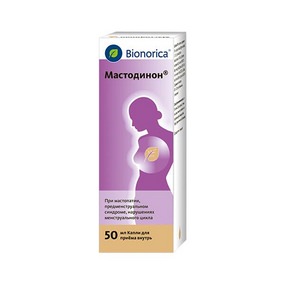 Bionorica®
Мастодинон®
При мастопатии,
предменструальном
синдроме, нарушениях
менструального цикла
50 мл Капли для
приёма внутрь